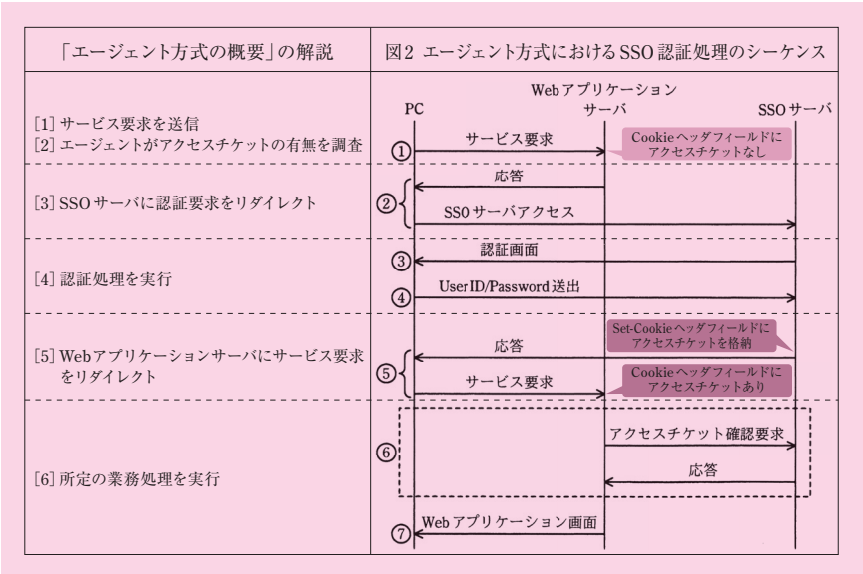 「エージェント方式の概要」の解説
図2 エージェント方式におけるSSO認証処理のシーケンス
[1] サービス要求を送信
[2] エージェントがアクセスチケットの有無を調査
Webアプリケーション
PC
サーバ
SSOサーバ
① サービス要求
Cookieヘッダフィールドに
アクセスチケットなし
[3] SSOサーバに認証要求をリダイレクト
② 応答
SSOサーバアクセス
[4] 認証処理を実行
③ 認証画面
④ UserID/Password送出
[5] Webアプリケーションサーバにサービス要求
をリダイレクト
Set-Cookieヘッダフィールドに
アクセスチケットを格納
⑤ 応答
サービス要求
Cookieヘッダフィールドに
アクセスチケットあり
[6] 所定の業務処理を実行
⑥ アクセスチケット確認要求
応答
⑦ Webアプリケーション画面